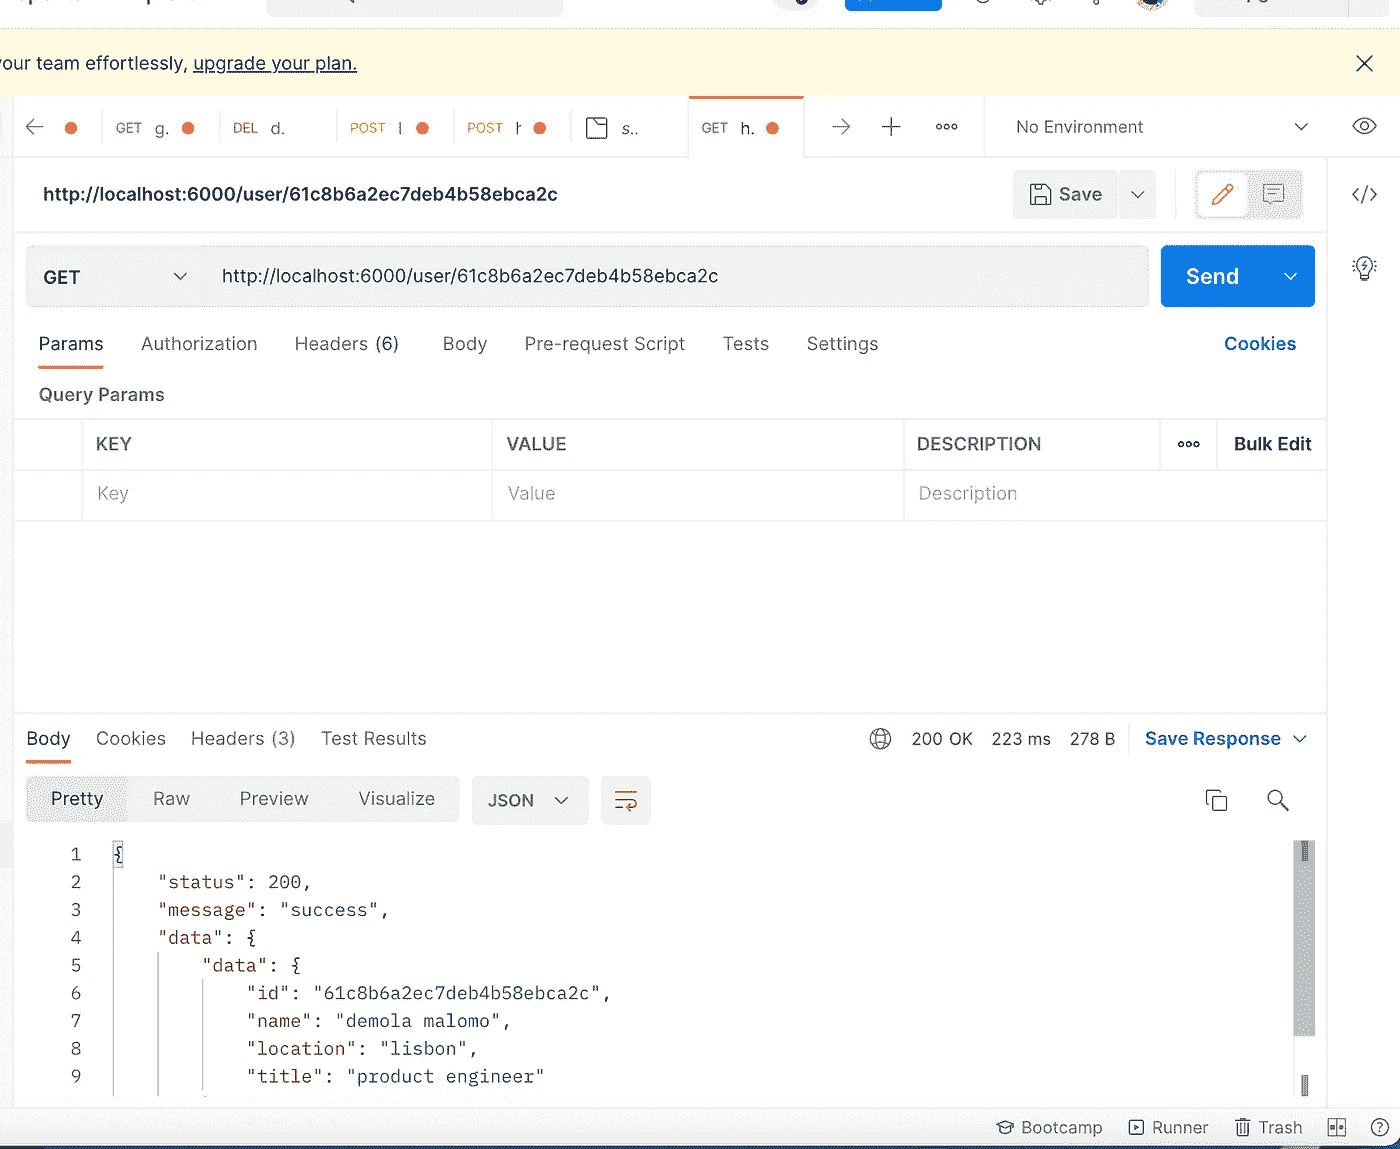 your team effortlessly, upgrade your plan.
GET g. DEL d. POST l POST h s.. GET h. No Environment
http://localhost:6000/user/61c8b6a2ec7deb4b58ebca2c Save
GET http://localhost:6000/user/61c8b6a2ec7deb4b58ebca2c Send
Params Authorization Headers (6) Body Pre-request Script Tests Settings Cookies
Query Params
KEY VALUE DESCRIPTION Bulk Edit
Key Value Description
Body Cookies Headers (3) Test Results 200 OK 223 ms 278 B Save Response
Pretty Raw Preview Visualize JSON
1 {
2 "status": 200,
3 "message": "success",
4 "data": {
5 "data": {
6 "id": "61c8b6a2ec7deb4b58ebca2c",
7 "name": "demola malomo",
8 "location": "lisbon",
9 "title": "product engineer"
Bootcamp Runner Trash